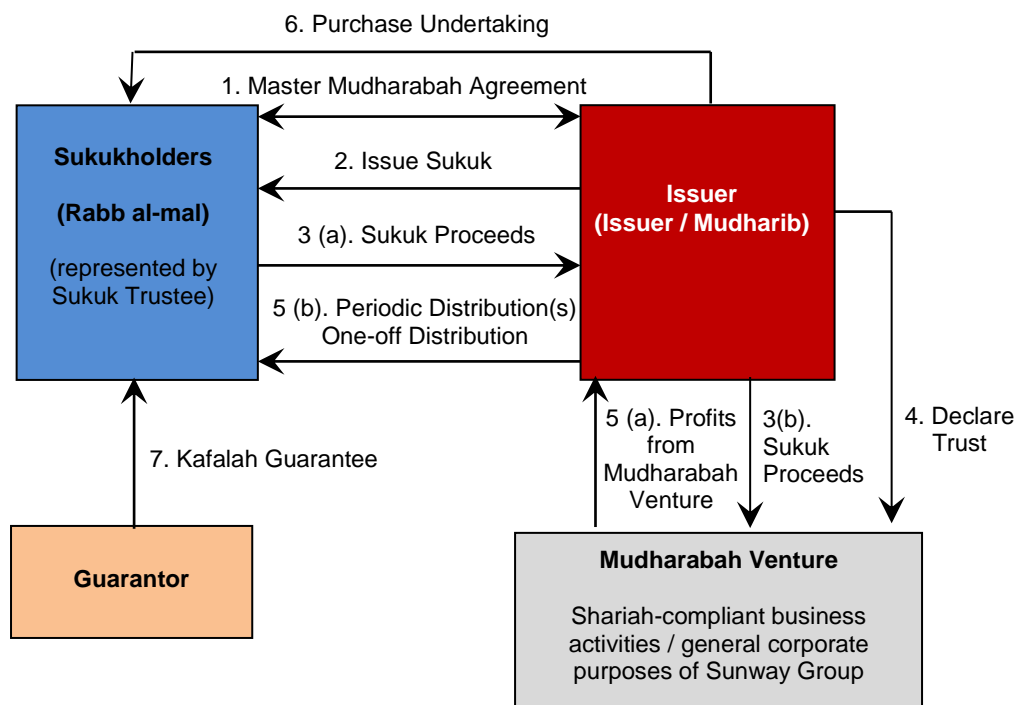 6. Purchase Undertaking
1. Master Mudharabah Agreement
Sukukholders
(Rabb al-mal)
(represented by
Sukuk Trustee)
2. Issue Sukuk
3 (a). Sukuk Proceeds
5 (b). Periodic Distribution(s)
One-off Distribution
Issuer
(Issuer / Mudharib)
5 (a). Profits
from
Mudharabah
Venture
3(b).
Sukuk
Proceeds
4. Declare
Trust
7. Kafalah Guarantee
Guarantor
Mudharabah Venture
Shariah-compliant business
activities / general corporate
purposes of Sunway Group